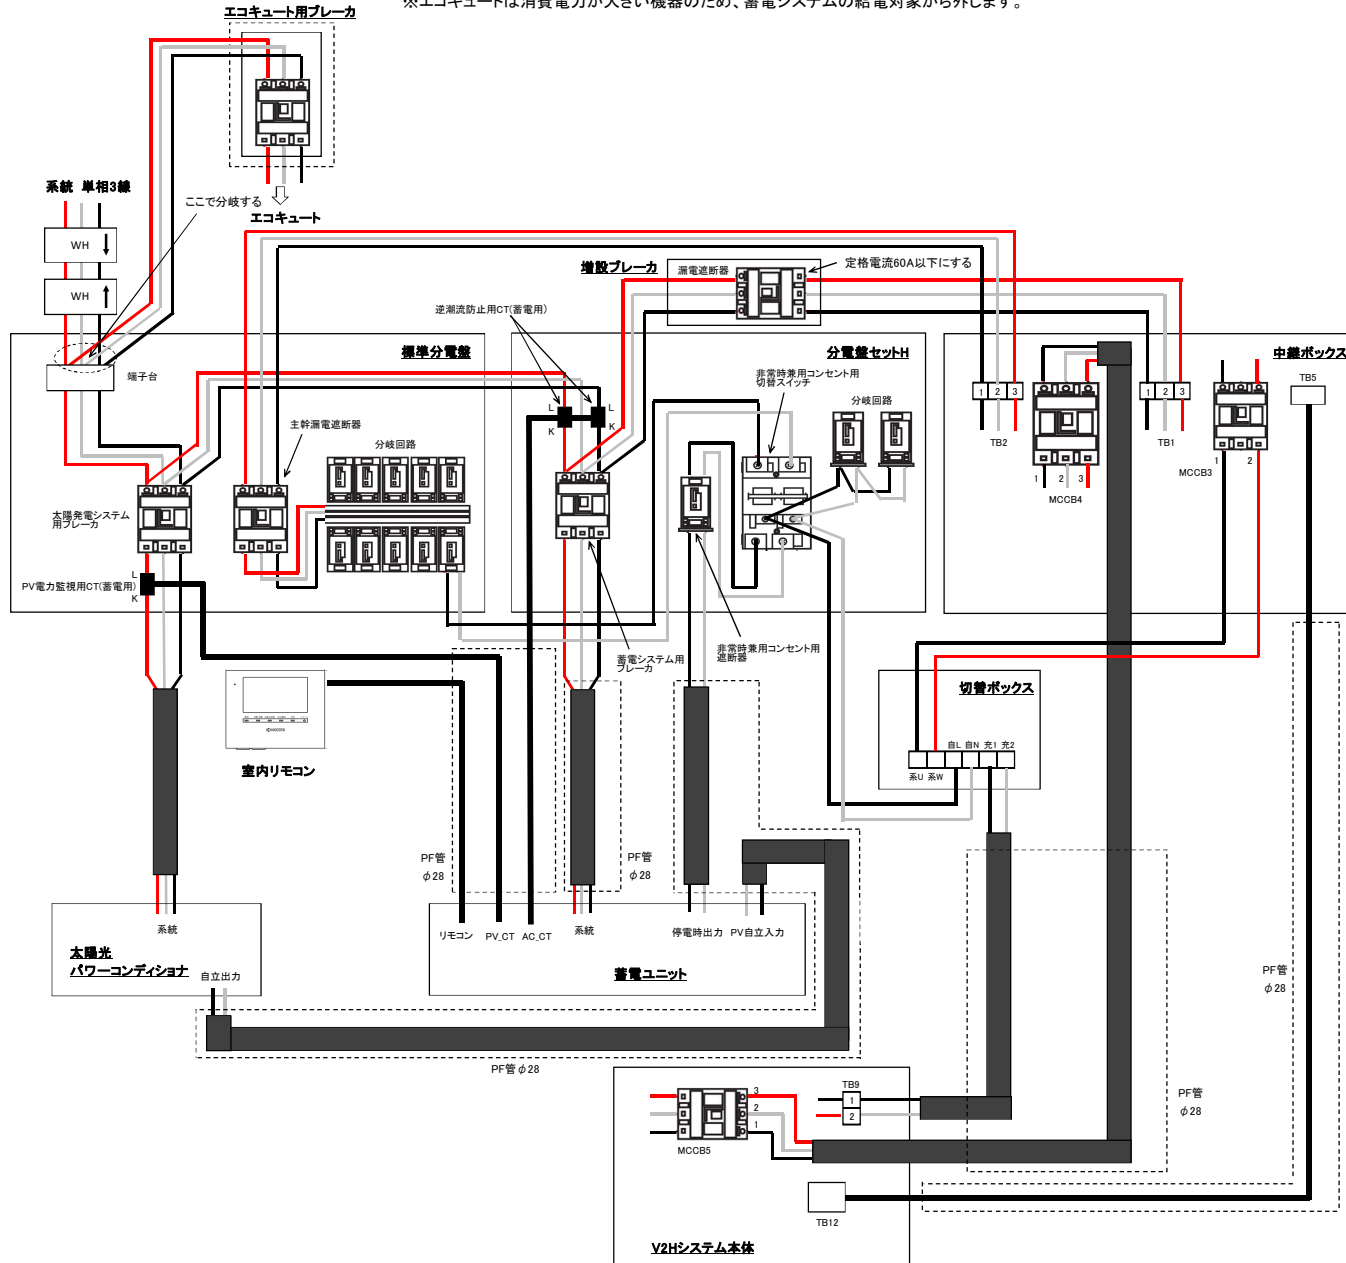 ※エコキュートは消費電力が大きい機器のため、蓄電システムの給電対象から外します。
エコキュート用ブレーカ
系統 単相3線
ここで分岐する
エコキュート
WH
WH
増設ブレーカ
漏電遮断器
定格電流60A以下にする
逆潮流防止用CT(蓄電用)
標準分電盤
分電盤セットH
中継ボックス
端子台
非常時兼用コンセント用
切替スイッチ
分岐回路
TB5
1 2 3
TB2
1 2 3
MCCB4
1 2 3
TB1
1 2
MCCB3
L
K
L
K
主幹漏電遮断器
分岐回路
太陽発電システム
用ブレーカ
L
PV電力監視用CT(蓄電用)
K
蓄電システム用
ブレーカ
非常時兼用コンセント用
遮断器
切替ボックス
自L 自N 充1 充2
系U 系W
KYOCERA
室内リモコン
PF管
φ28
PF管
φ28
系統
太陽光
パワーコンディショナ
自立出力
リモコン PV_CT AC_CT 系統 停電時出力 PV自立入力
蓄電ユニット
PF管
φ28
PF管φ28
PF管
φ28
3
2
1
MCCB5
TB9
1
2
TB12
V2Hシステム本体